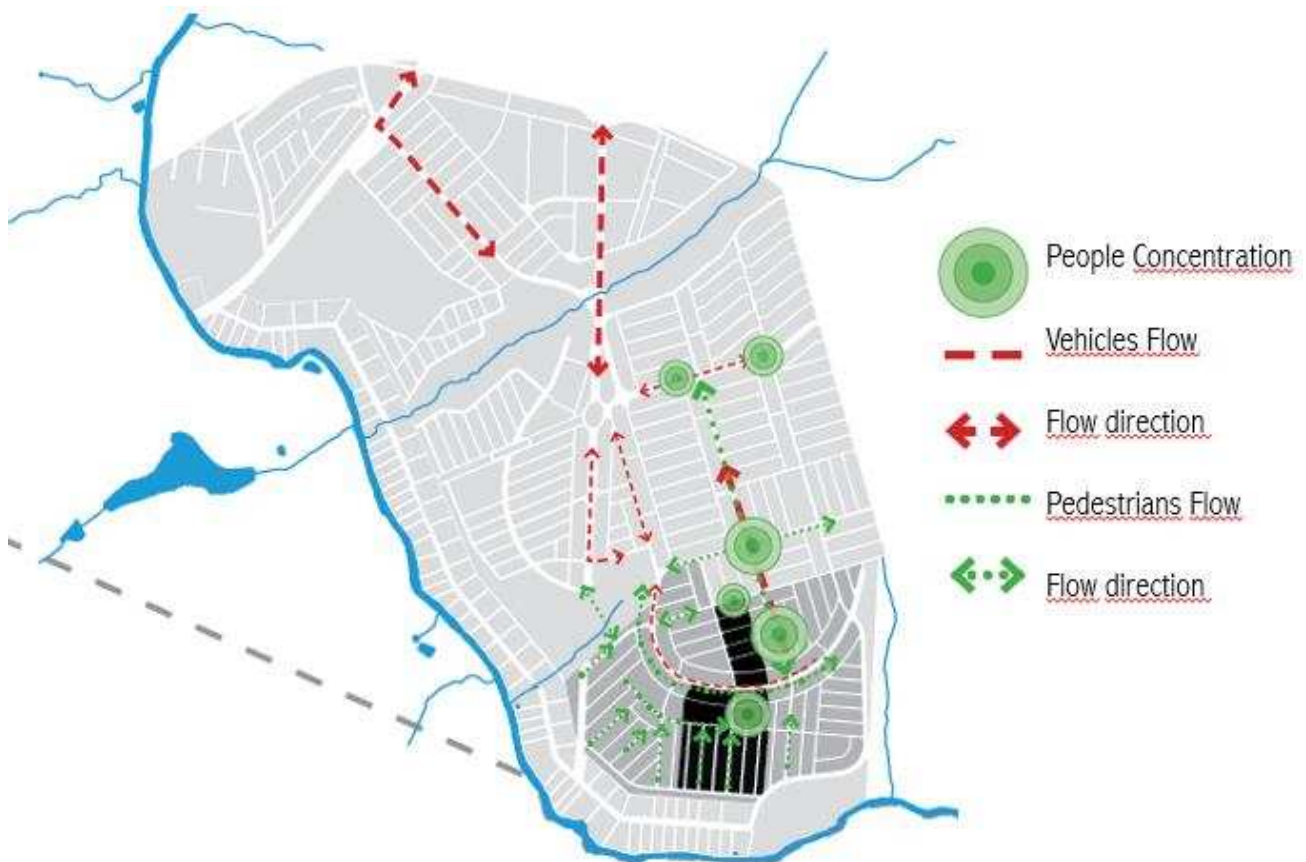 People Concentration
Vehicles Flow
Flow direction
Pedestrians Flow
Flow direction